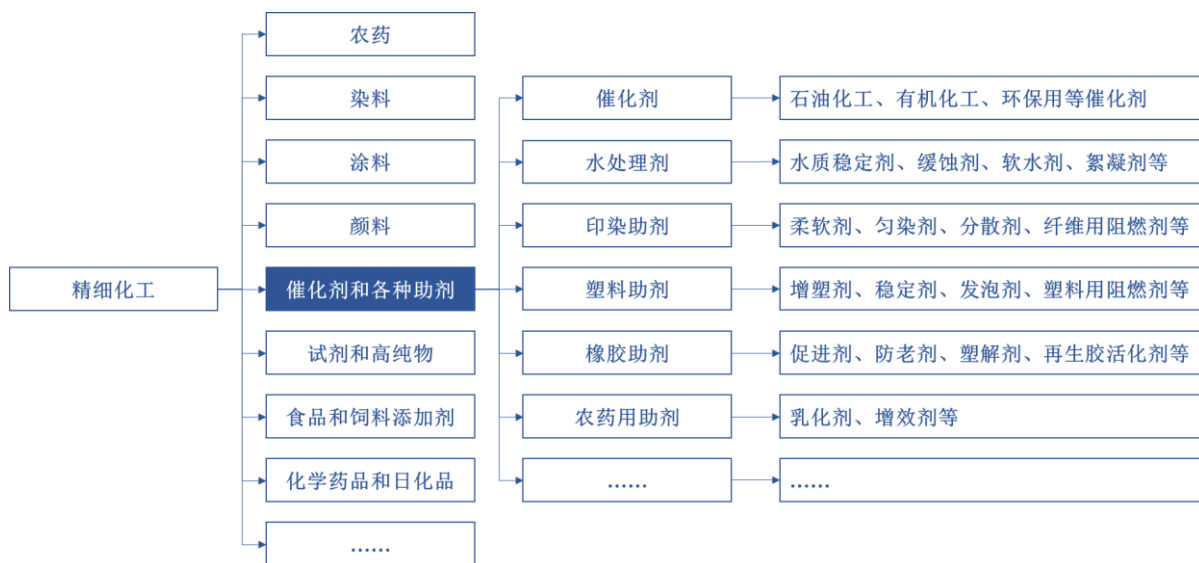 农药
染料
催化剂
石油化工、有机化工、环保用等催化剂
涂料
水处理剂
水质稳定剂、缓蚀剂、软水剂、絮凝剂等
颜料
印染助剂
柔软剂、匀染剂、分散剂、纤维用阻燃剂等
精细化工
催化剂和各种助剂
塑料助剂
增塑剂、稳定剂、发泡剂、塑料用阻燃剂等
试剂和高纯物
橡胶助剂
促进剂、防老剂、塑解剂、再生胶活化剂等
食品和饲料添加剂
农药用助剂
乳化剂、增效剂等
化学药品和日化品
……
……
……